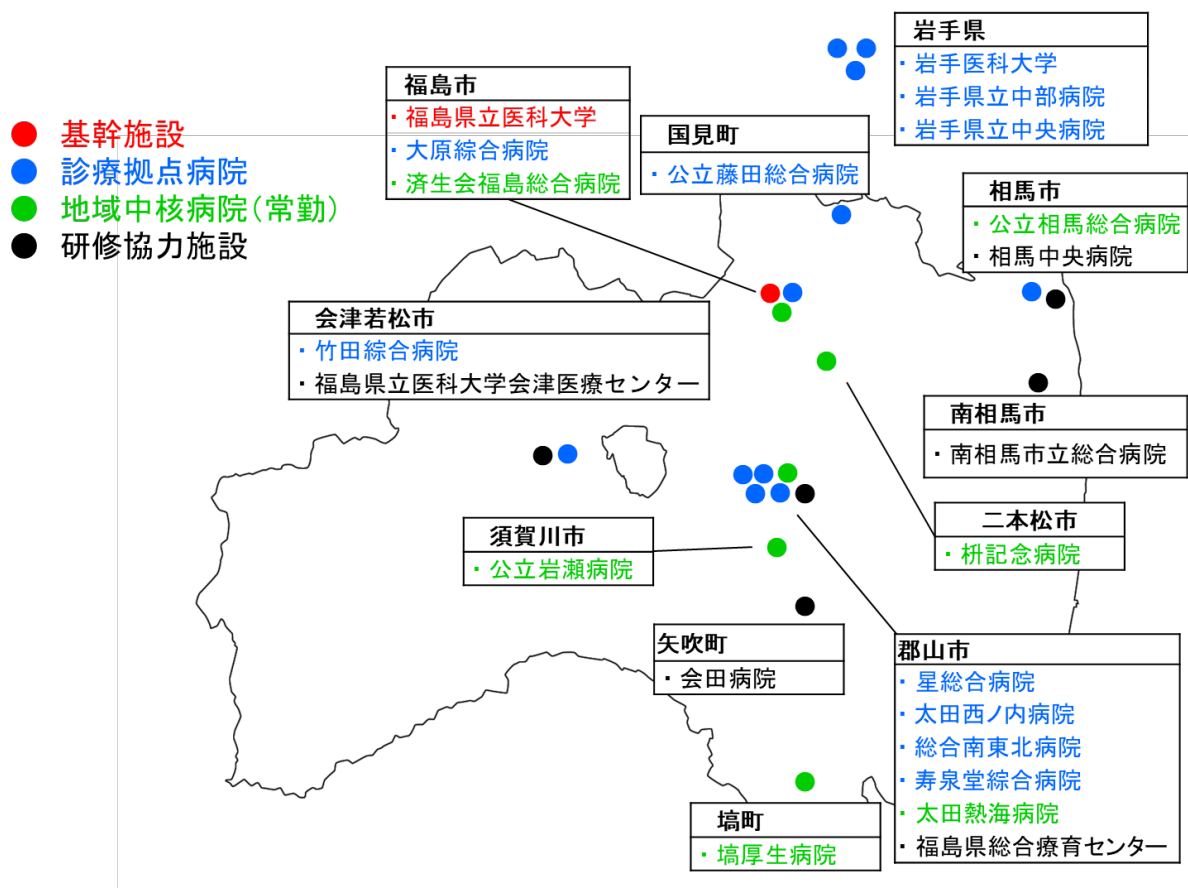 基幹施設
診療拠点病院
地域中核病院(常勤)
研修協力施設
福島市
・福島県立医科大学
・大原綜合病院
・済生会福島総合病院
国見町
・公立藤田総合病院
岩手県
・岩手医科大学
・岩手県立中部病院
・岩手県立中央病院
相馬市
・公立相馬総合病院
・相馬中央病院
会津若松市
・竹田綜合病院
・福島県立医科大学会津医療センター
南相馬市
・南相馬市立総合病院
二本松市
・枡記念病院
須賀川市
・公立岩瀬病院
矢吹町
・会田病院
郡山市
・星総合病院
・太田西ノ内病院
・総合南東北病院
・寿泉堂綜合病院
・太田熱海病院
・福島県総合療育センター
塙町
・塙厚生病院